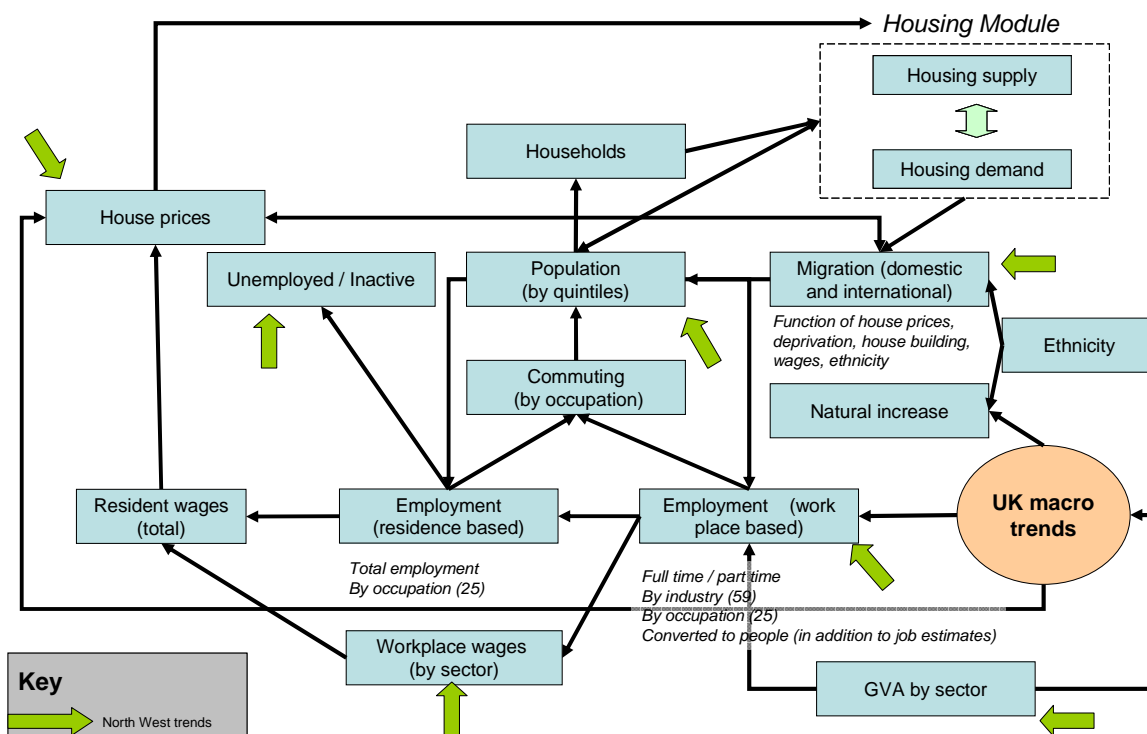 Housing Module
Housing supply
Households
Housing demand
House prices
Unemployed / Inactive
Population
(by quintiles)
Migration (domestic
and international)
Function of house prices,
deprivation, house building,
wages, ethnicity
Ethnicity
Commuting
(by occupation)
Natural increase
Resident wages
(total)
Employment
(residence based)
Employment (work
place based)
UK macro
trends
Total employment
By occupation (25)
Full time / part time
By industry (59)
By occupation (25)
Converted to people (in addition to job estimates)
Workplace wages
(by sector)
GVA by sector
Key
North West trends